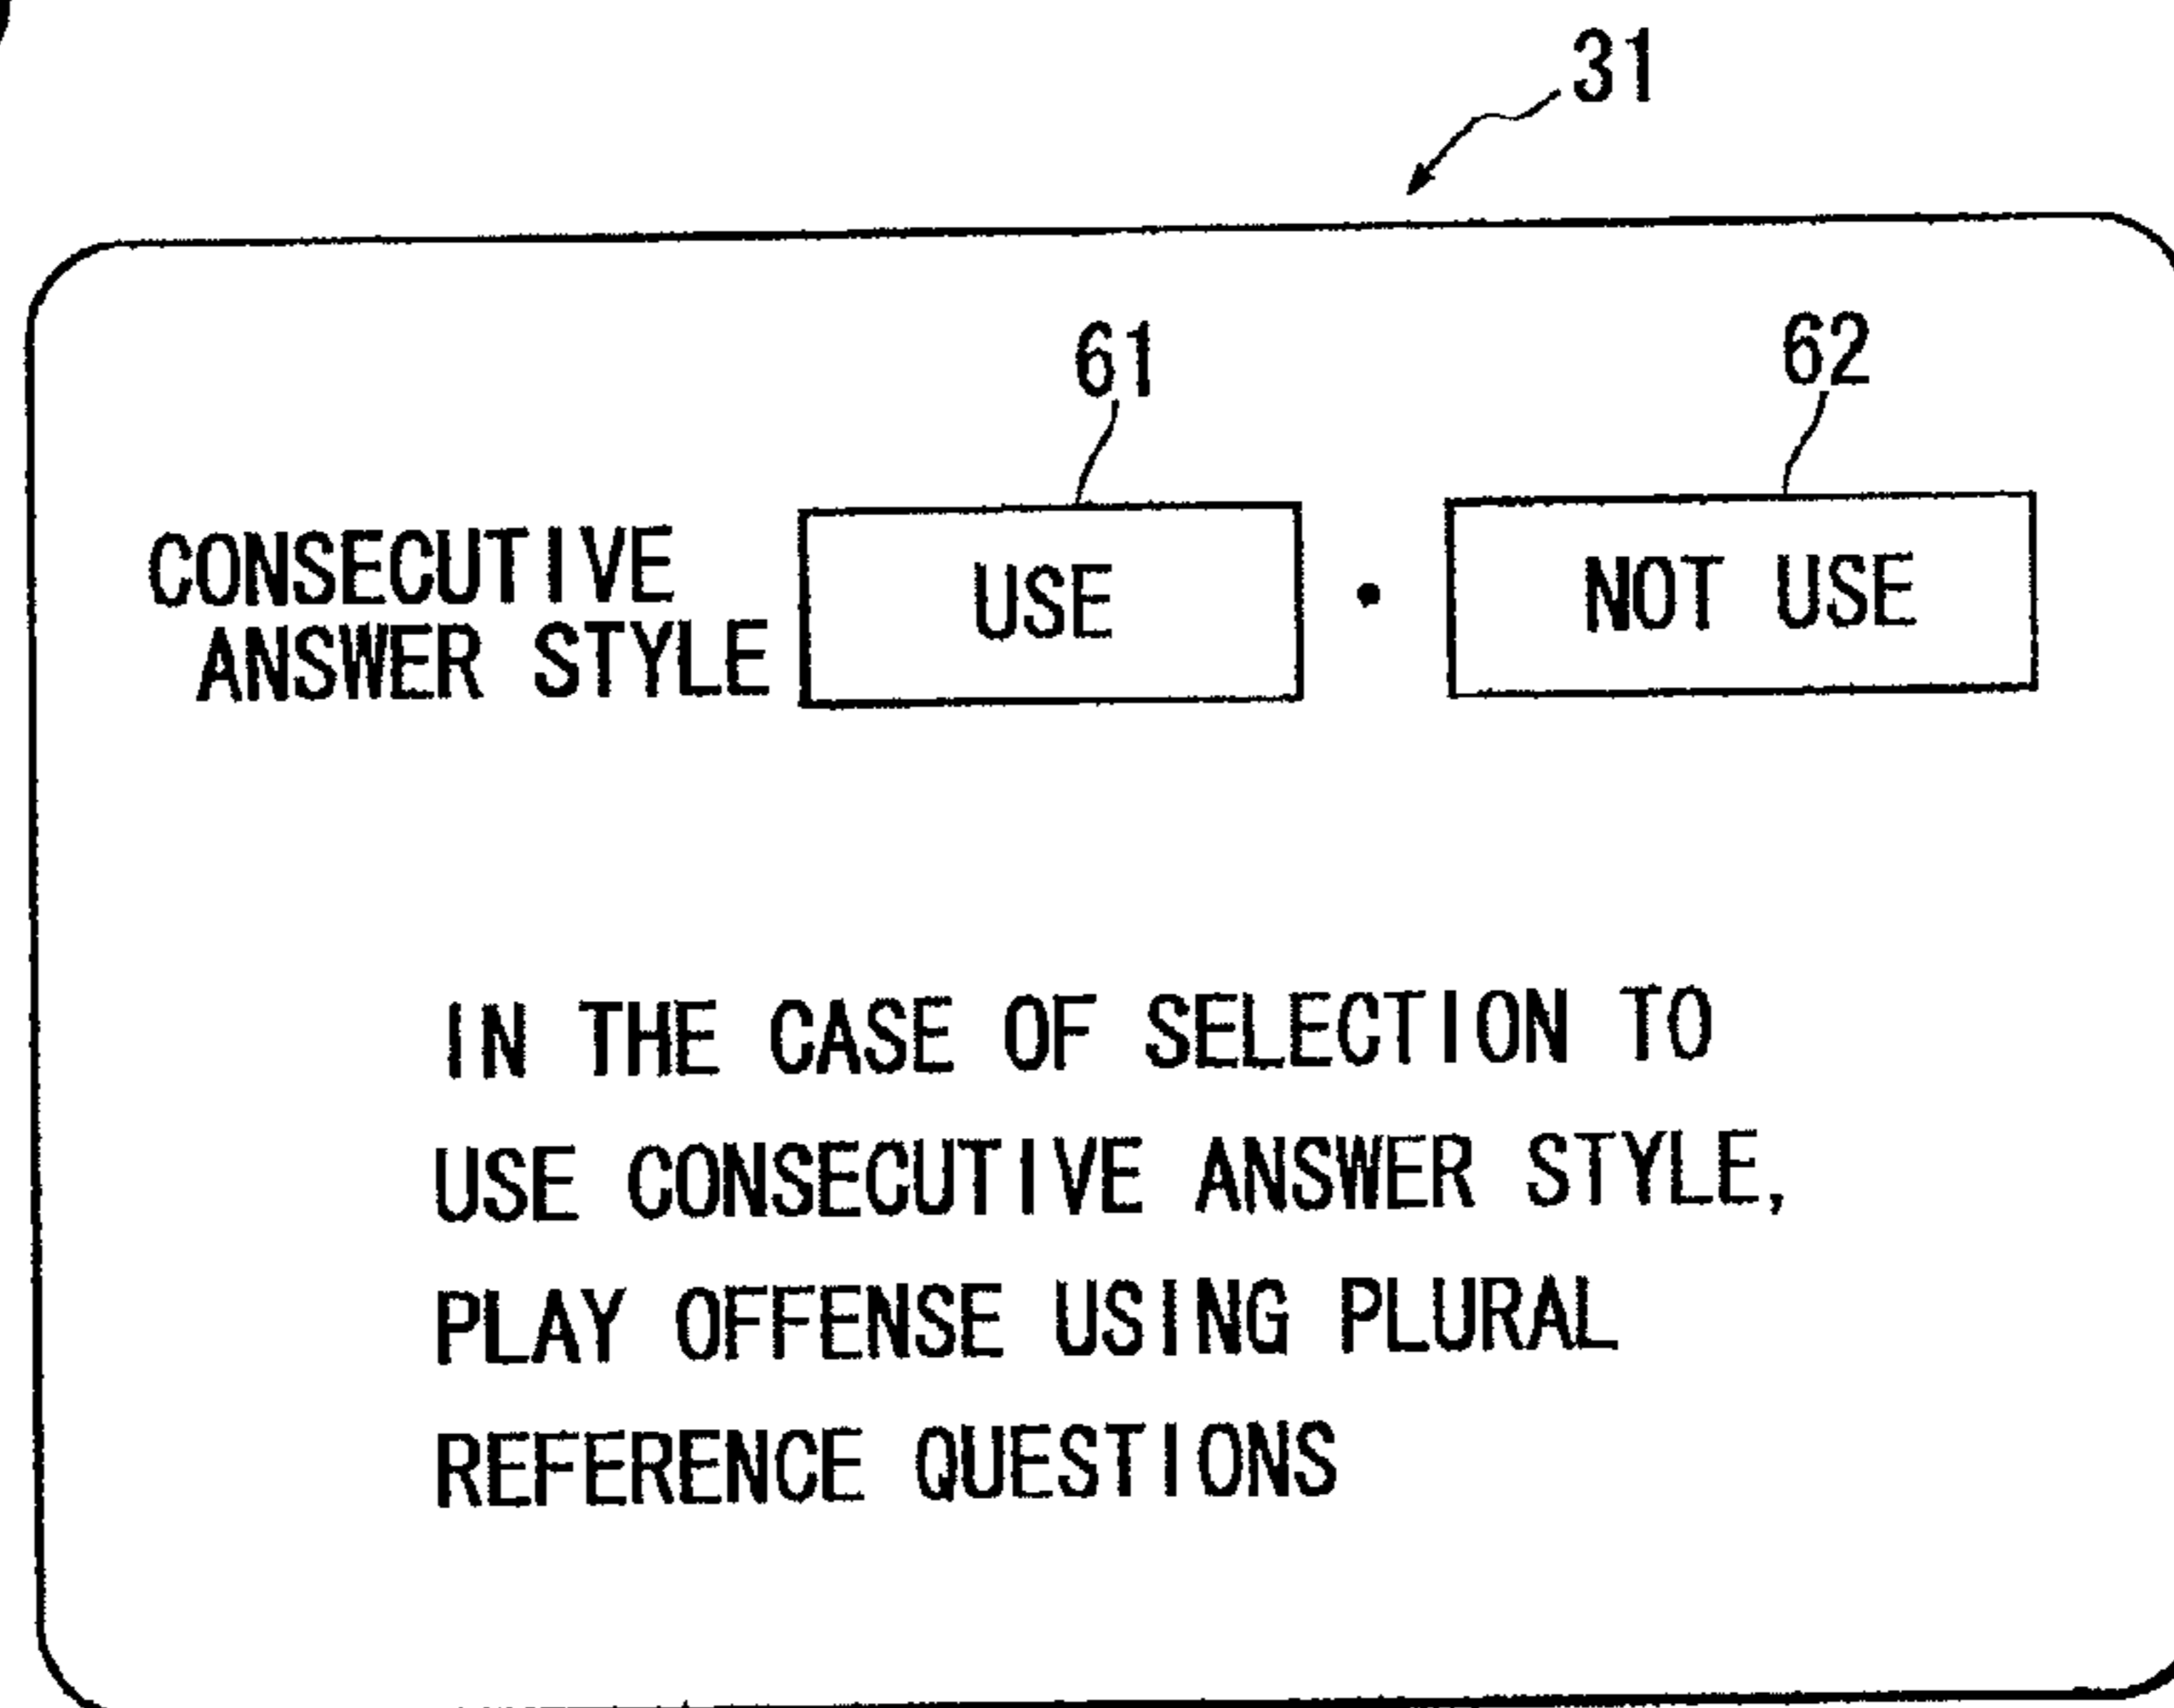 31
61
62
CONSECUTIVE
ANSWER STYLE
USE
•
NOT USE
IN THE CASE OF SELECTION TO
USE CONSECUTIVE ANSWER STYLE,
PLAY OFFENSE USING PLURAL
REFERENCE QUESTIONS